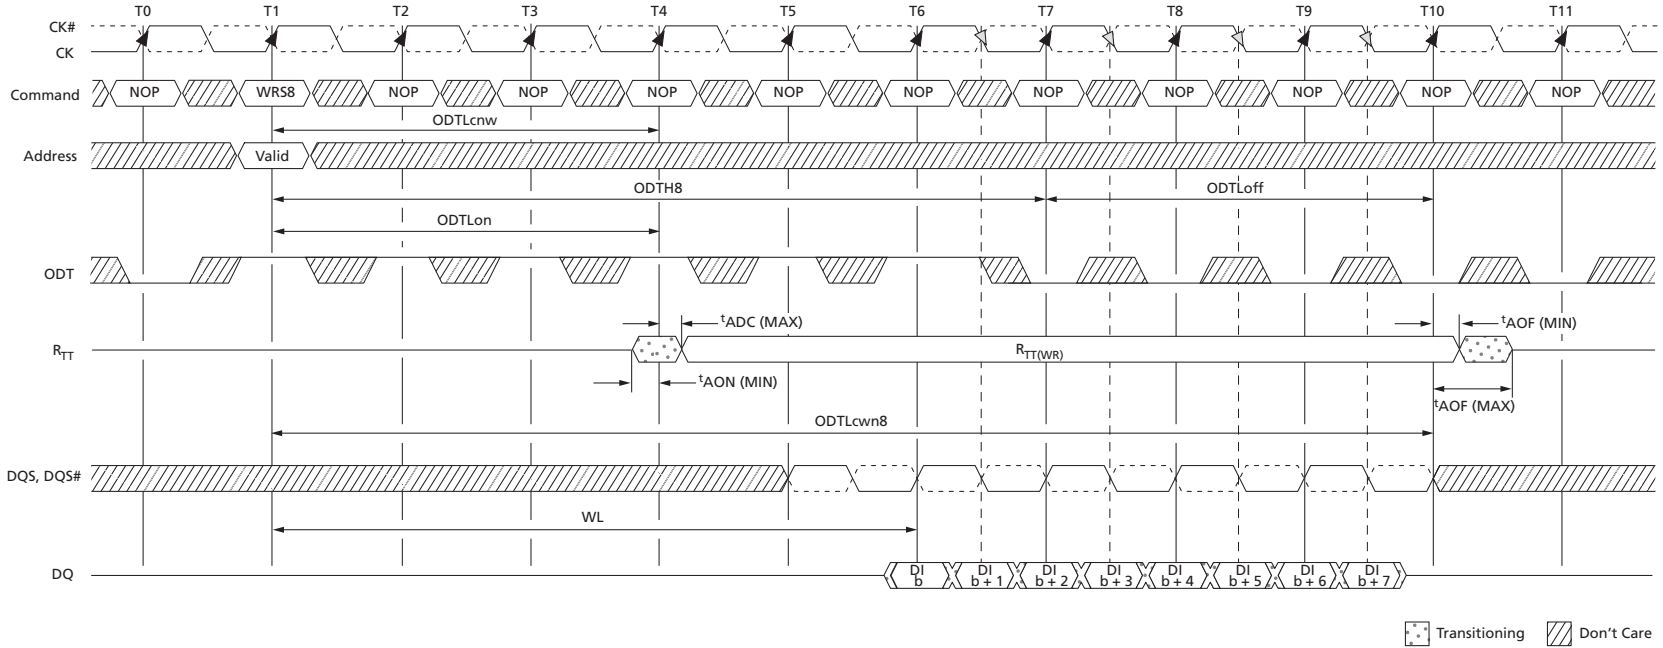 T0 T1 T2 T3 T4 T5 T6 T7 T8 T9 T10 T11
CK#
CK
Command NOP WRS8 NOP NOP NOP NOP NOP NOP NOP NOP NOP NOP
ODTLcnw
Address Valid
ODTH8 ODTLoff
ODTLon
ODT
tADC (MAX) tAOF (MIN)
RTT RTT(WR)
tAON (MIN)
tAOF (MAX)
ODTLcwn8
DQS, DQS#
WL
DQ DI b DI b + 1 DI b + 2 DI b + 3 DI b + 4 DI b + 5 DI b + 6 DI b + 7
Transitioning Don't Care